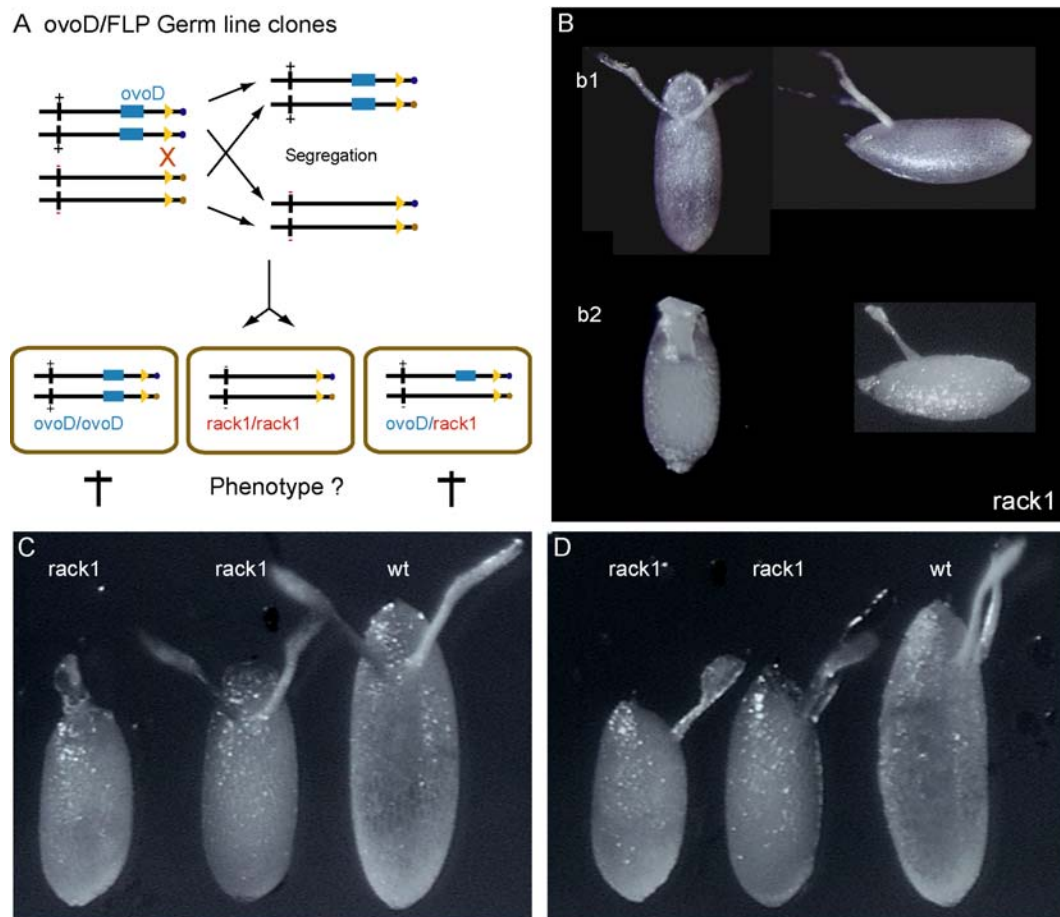 A ovoD/FLP Germ line clones
+
ovoD
+
-
X
-
+
+
Segregation
-
-
+
+
ovoD/ovoD
-
-
rack1/rack1
+
-
ovoD/rack1
Phenotype ?
B
b1
b2
rack1
C
rack1
rack1
wt
D
rack1
rack1
wt